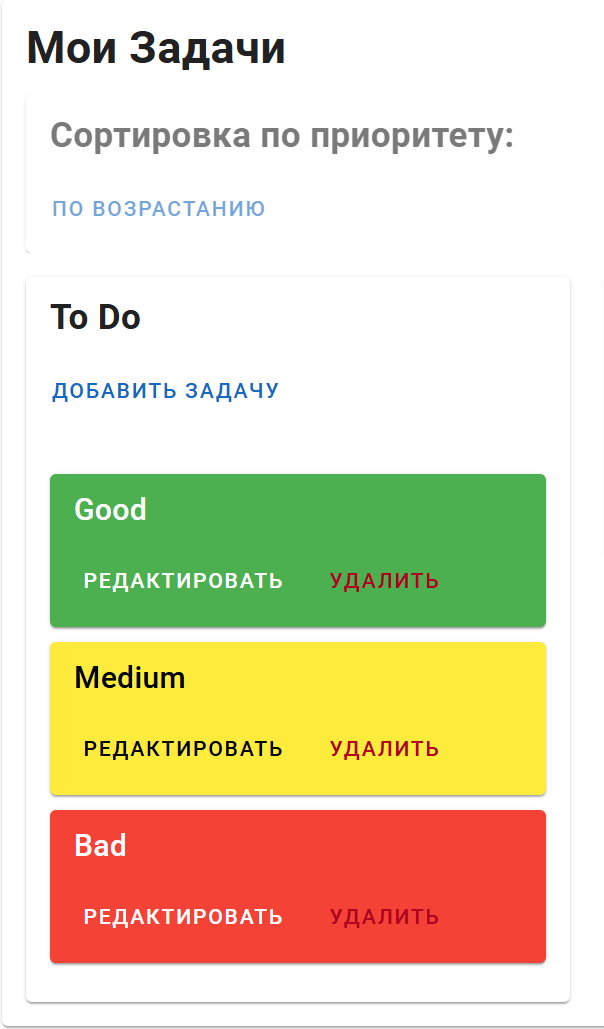 Мои Задачи
Сортировка по приоритету:
ПО ВОЗРАСТАНИЮ
To Do
ДОБАВИТЬ ЗАДАЧУ
Good
РЕДАКТИРОВАТЬ УДАЛИТЬ
Medium
РЕДАКТИРОВАТЬ УДАЛИТЬ
Bad
РЕДАКТИРОВАТЬ УДАЛИТЬ